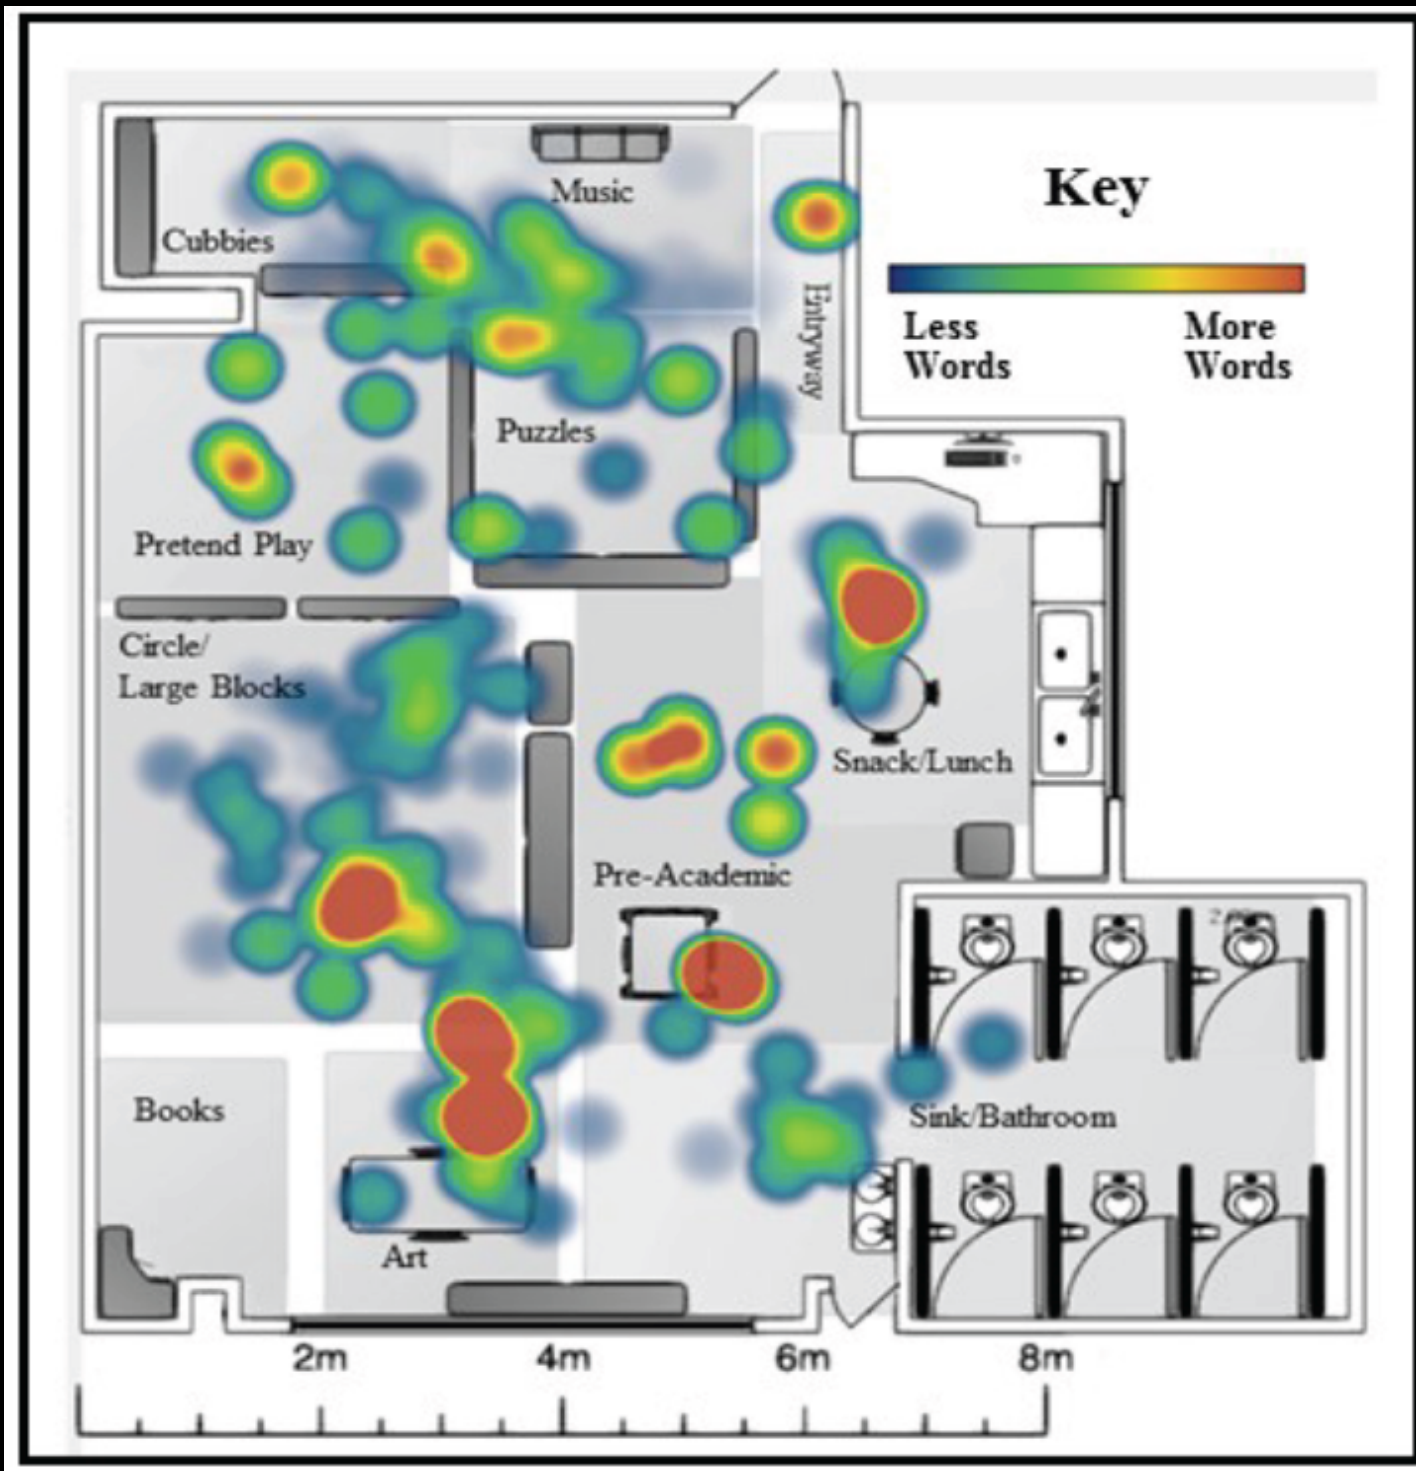 Key
Less
Words
More
Words
Music
Cubbies
Entryway
Puzzles
Pretend Play
Circle/
Large Blocks
Snack/Lunch
Pre-Academic
Books
Sink/Bathroom
Art
2m
4m
6m
8m